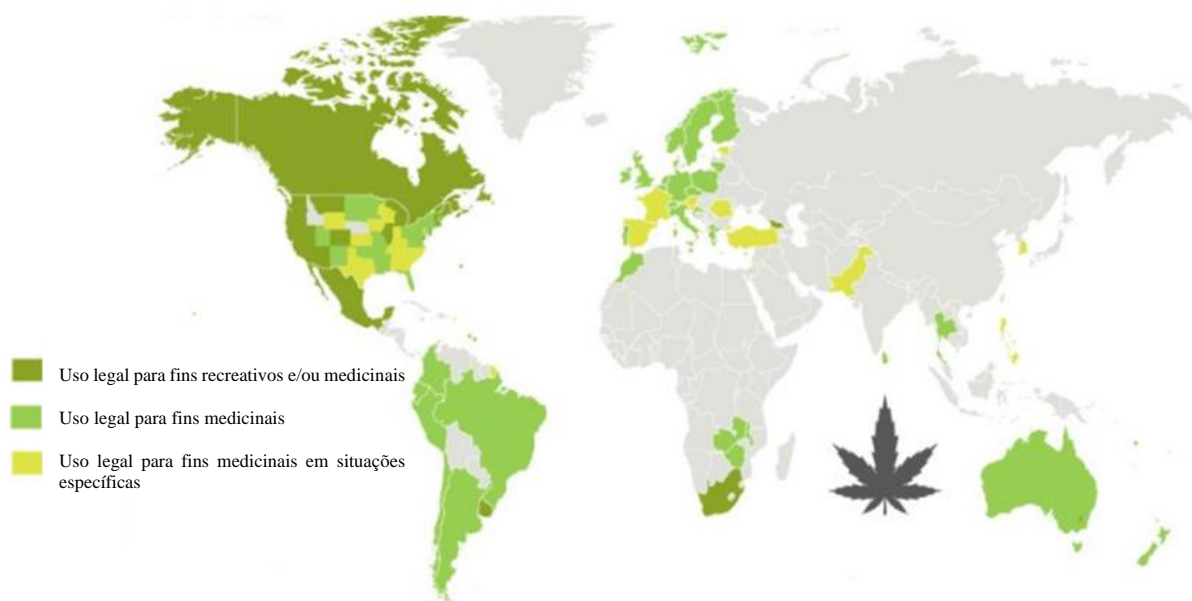 Uso legal para fins recreativos e/ou medicinais
Uso legal para fins medicinais
Uso legal para fins medicinais em situações
específicas